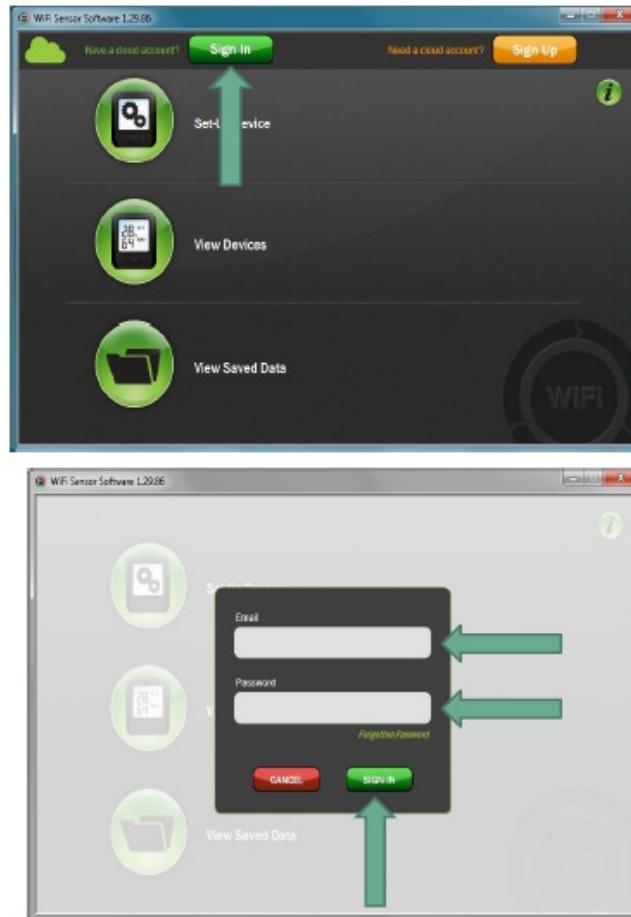 WiFi Sensor Software 1.29.86
Have a cloud account?
Sign In
Need a cloud account?
Sign Up
i
View Devices
View Saved Data
WiFi
WiFi Sensor Software 1.29.86
i
Email
Password
Forgotten Password
CANCEL
SIGN IN
View Saved Data
WiFi